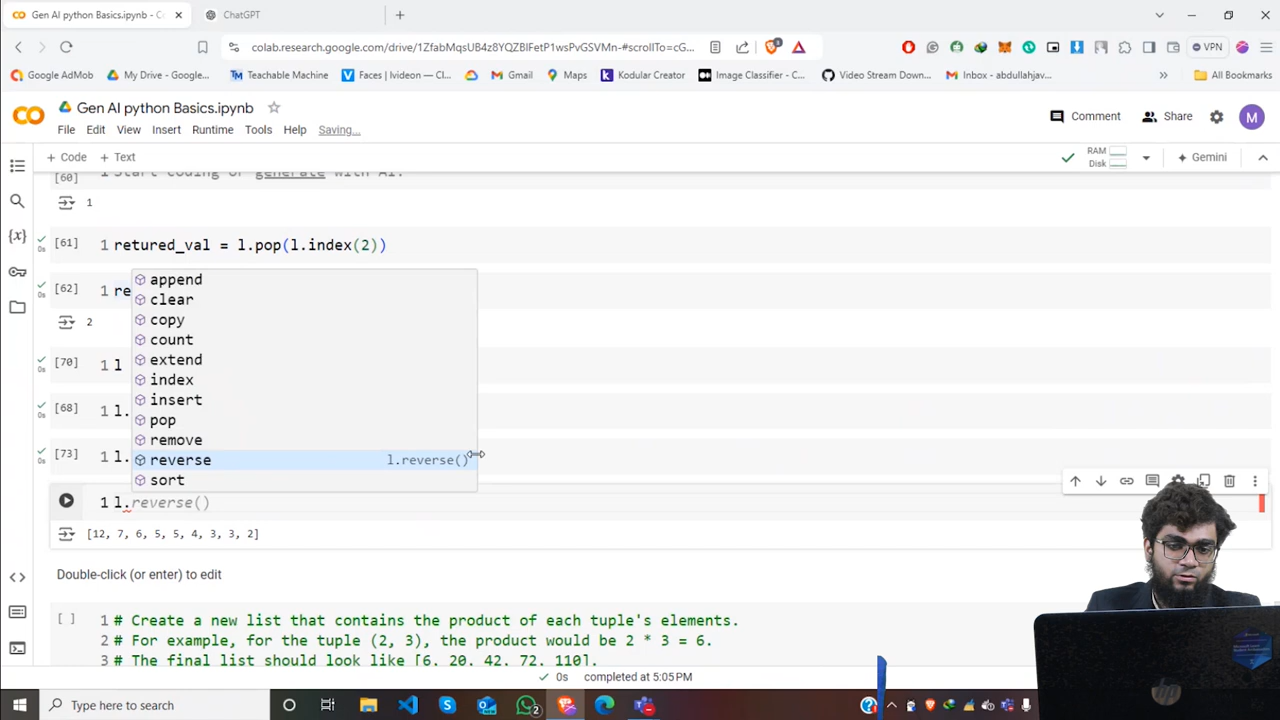 Gen AI python Basics.ipynb - Co
ChatGPT
colab.research.google.com/drive/1ZfabMqsUB4z8YQZBIFetP1wsPvGSVMn-#scrollTo=cG...
VPN
Google AdMob
My Drive - Google...
Teachable Machine
Faces | Ivideon — Cl...
Gmail
Maps
Kodular Creator
Image Classifier - C...
Video Stream Down...
Inbox - abdullahjav...
All Bookmarks
Gen AI python Basics.ipynb
File Edit View Insert Runtime Tools Help Saving...
Comment
Share
M
+ Code + Text
RAM
Disk
Gemini
[60] 1 Start coding or generate with AI.
1
[61] 1 retured_val = l.pop(l.index(2))
[62] 1 re
2
[70] 1 l
[68] 1 l.
[73] 1 l.
append
clear
copy
count
extend
index
insert
pop
remove
reverse l.reverse()
sort
1 l.reverse()
[12, 7, 6, 5, 5, 4, 3, 3, 2]
Double-click (or enter) to edit
[ ] 1 # Create a new list that contains the product of each tuple's elements.
2 # For example, for the tuple (2, 3), the product would be 2 * 3 = 6.
3 # The final list should look like [6, 20, 42, 72, 110].
0s completed at 5:05 PM
Type here to search
2
hp